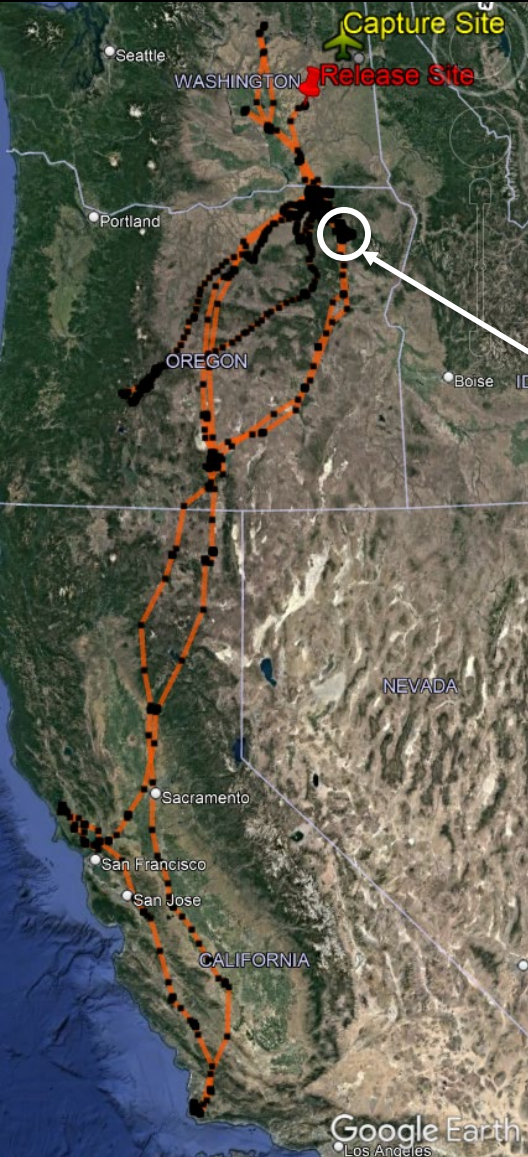 Capture Site
Seattle
WASHINGTON
Release Site
Portland
OREGON
Boise
ID
NEVADA
Sacramento
San Francisco
San Jose
CALIFORNIA
Google Earth
Los Angeles